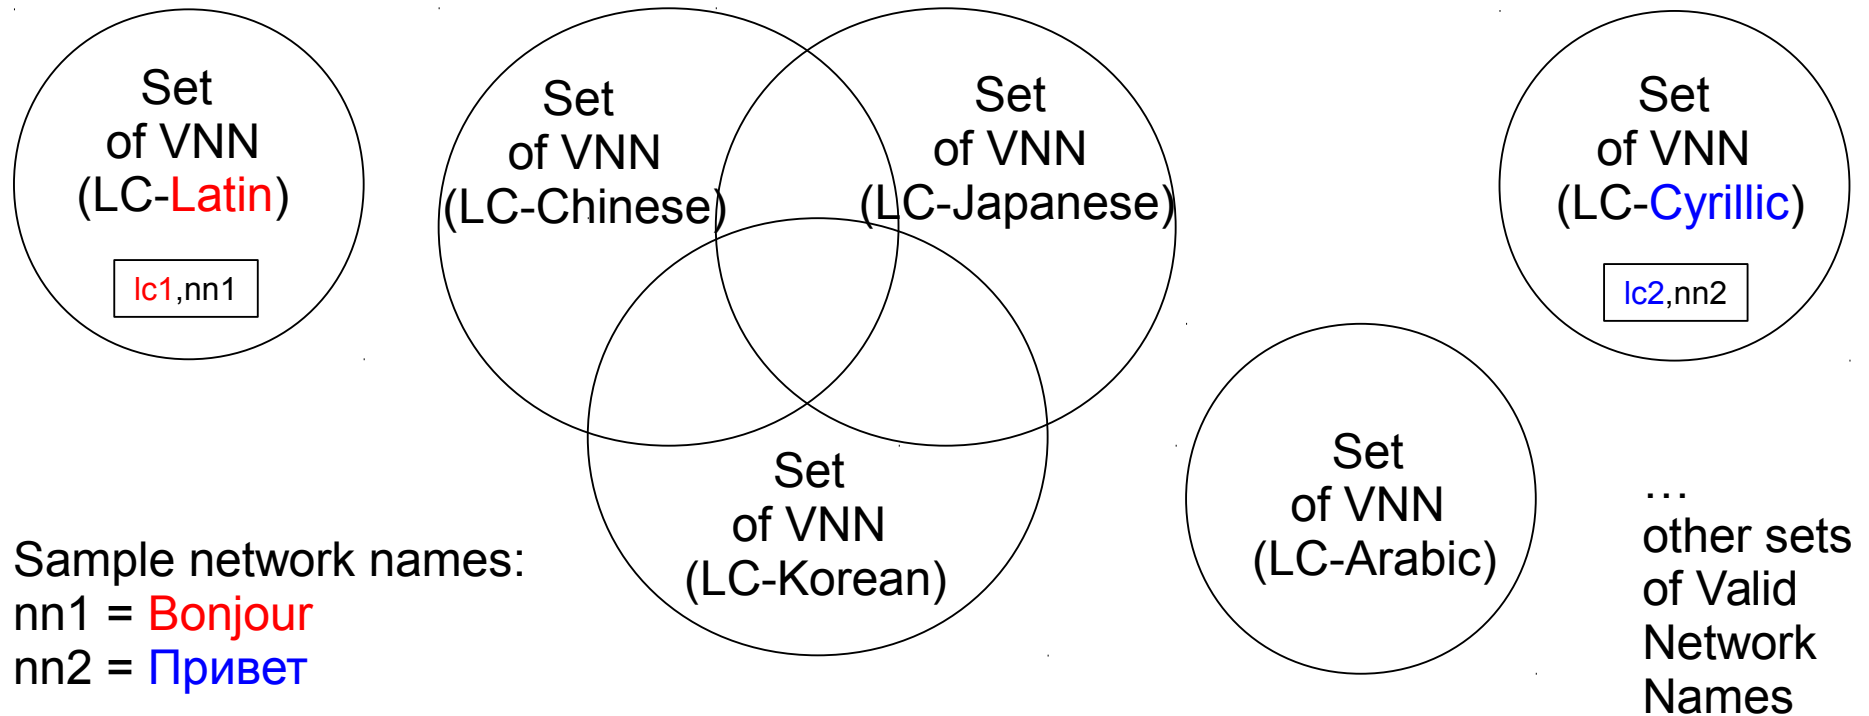 Set
of VNN
(LC-Latin)
lc1,nn1
Set
of VNN
(LC-Chinese)
Set
of VNN
(LC-Japanese)
Set
of VNN
(LC-Cyrillic)
lc2,nn2
Set
of VNN
(LC-Korean)
Set
of VNN
(LC-Arabic)
…
other sets
of Valid
Network
Names
Sample network names:
nn1 = Bonjour
nn2 = Привет